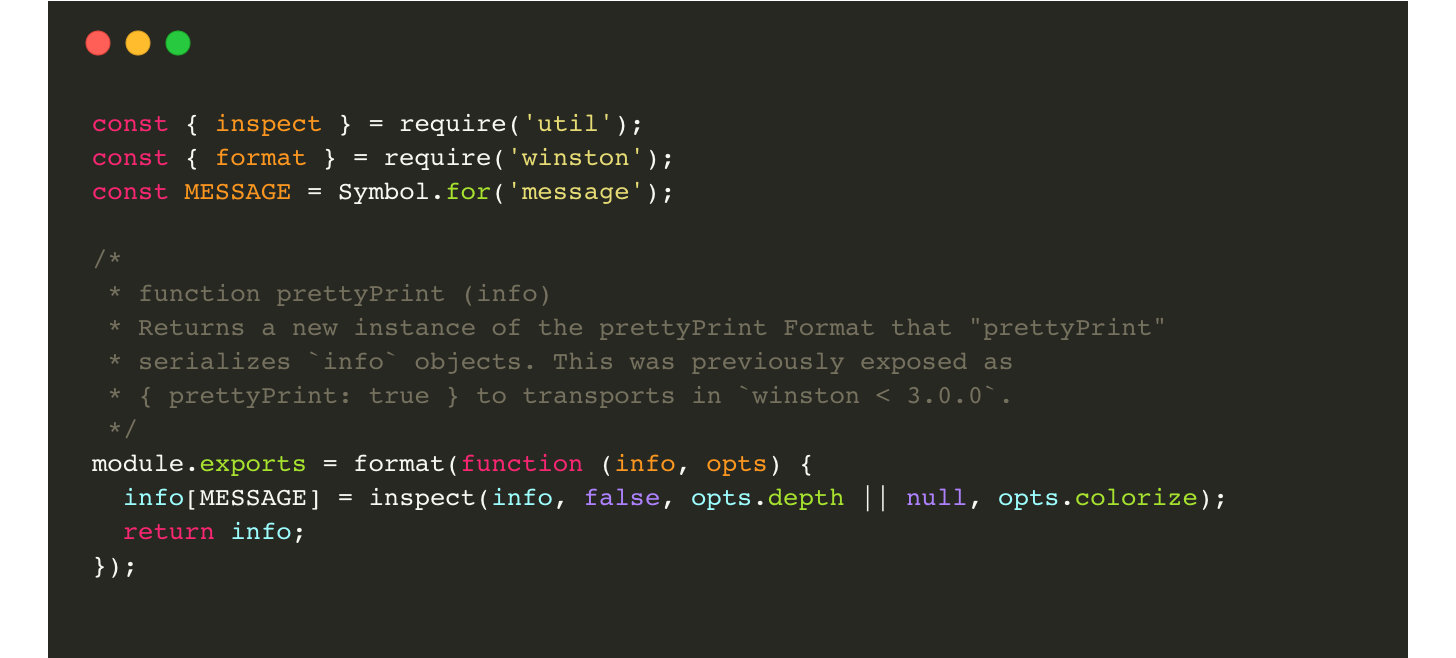 const { inspect } = require('util');
const { format } = require('winston');
const MESSAGE = Symbol.for('message');

/*
 * function prettyPrint (info)
 * Returns a new instance of the prettyPrint Format that "prettyPrint"
 * serializes `info` objects. This was previously exposed as
 * { prettyPrint: true } to transports in `winston < 3.0.0`.
 */
module.exports = format(function (info, opts) {
  info[MESSAGE] = inspect(info, false, opts.depth || null, opts.colorize);
  return info;
});